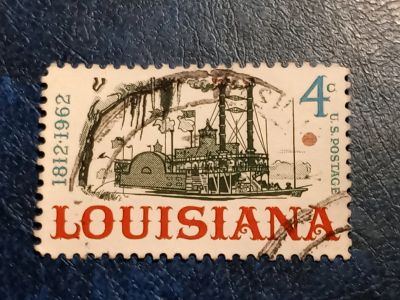 1812-1962
4c
U.S. POSTAGE
LOUISIANA